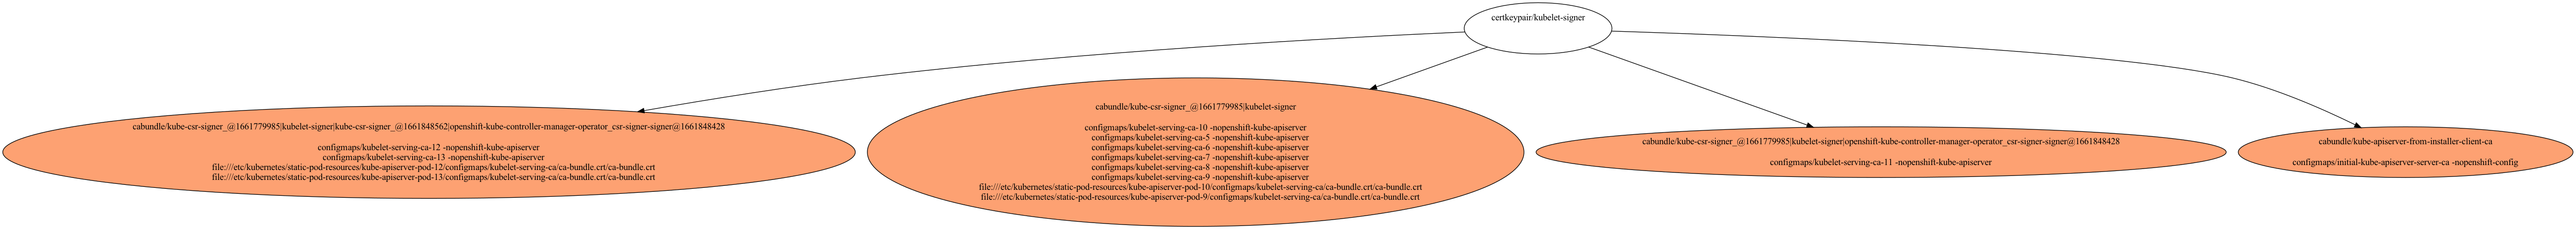 certkeypair/kubelet-signer
cabundle/kube-csr-signer_@1661779985|kubelet-signer|kube-csr-signer_@1661848562|openshift-kube-controller-manager-operator_csr-signer-signer@1661848428
configmaps/kubelet-serving-ca-12 -nopenshift-kube-apiserver
configmaps/kubelet-serving-ca-13 -nopenshift-kube-apiserver
file:///etc/kubernetes/static-pod-resources/kube-apiserver-pod-12/configmaps/kubelet-serving-ca/ca-bundle.crt/ca-bundle.crt
file:///etc/kubernetes/static-pod-resources/kube-apiserver-pod-13/configmaps/kubelet-serving-ca/ca-bundle.crt/ca-bundle.crt
cabundle/kube-csr-signer_@1661779985|kubelet-signer
configmaps/kubelet-serving-ca-10 -nopenshift-kube-apiserver
configmaps/kubelet-serving-ca-5 -nopenshift-kube-apiserver
configmaps/kubelet-serving-ca-6 -nopenshift-kube-apiserver
configmaps/kubelet-serving-ca-7 -nopenshift-kube-apiserver
configmaps/kubelet-serving-ca-8 -nopenshift-kube-apiserver
configmaps/kubelet-serving-ca-9 -nopenshift-kube-apiserver
file:///etc/kubernetes/static-pod-resources/kube-apiserver-pod-10/configmaps/kubelet-serving-ca/ca-bundle.crt/ca-bundle.crt
file:///etc/kubernetes/static-pod-resources/kube-apiserver-pod-9/configmaps/kubelet-serving-ca/ca-bundle.crt/ca-bundle.crt
cabundle/kube-csr-signer_@1661779985|kubelet-signer|openshift-kube-controller-manager-operator_csr-signer-signer@1661848428
configmaps/kubelet-serving-ca-11 -nopenshift-kube-apiserver
cabundle/kube-apiserver-from-installer-client-ca
configmaps/initial-kube-apiserver-server-ca -nopenshift-config